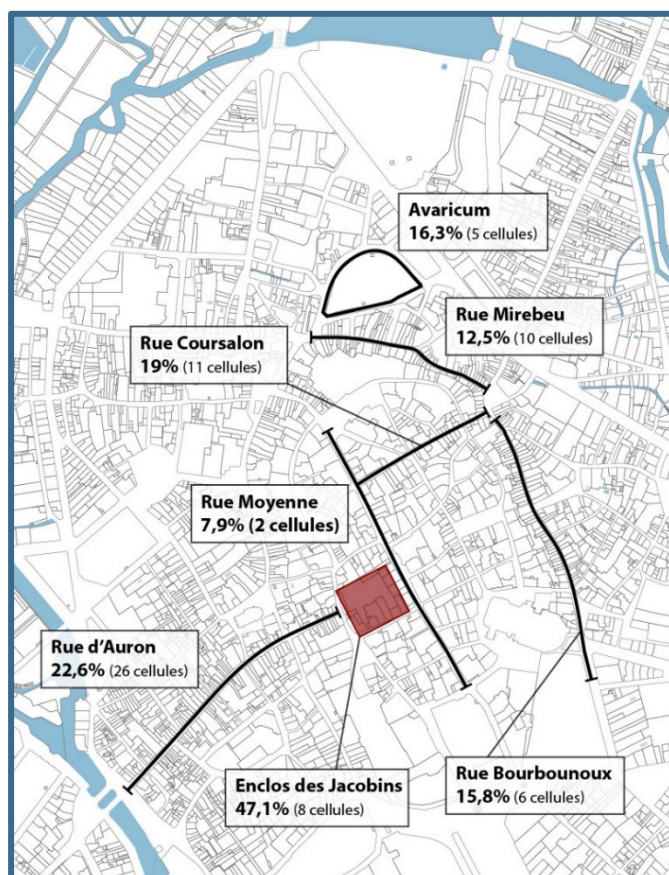 Avaricum
16,3% (5 cellules)
Rue Mirebeu
12,5% (10 cellules)
Rue Coursalon
19% (11 cellules)
Rue Moyenne
7,9% (2 cellules)
Rue d'Auron
22,6% (26 cellules)
Enclos des Jacobins
47,1% (8 cellules)
Rue Bourbounoux
15,8% (6 cellules)